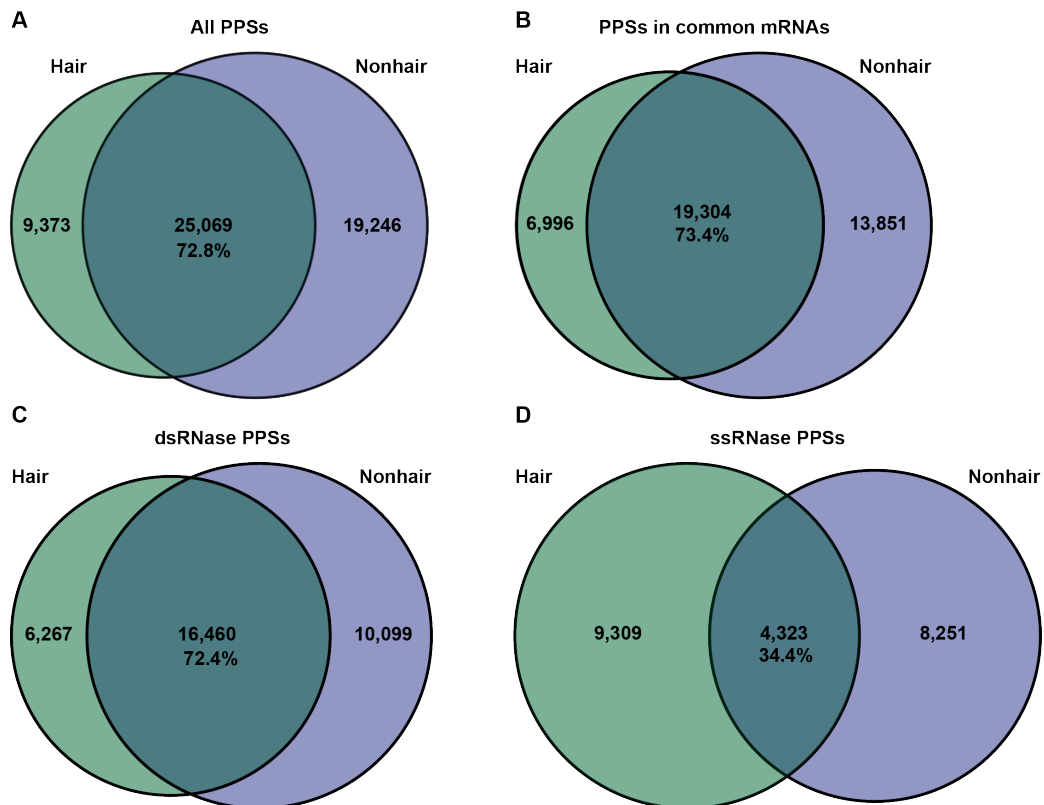 A
All PPSs
Hair
Nonhair
9,373
25,069
72.8%
19,246
B
PPSs in common mRNAs
Hair
Nonhair
6,996
19,304
73.4%
13,851
C
dsRNase PPSs
Hair
Nonhair
6,267
16,460
72.4%
10,099
D
ssRNase PPSs
Hair
Nonhair
9,309
4,323
34.4%
8,251